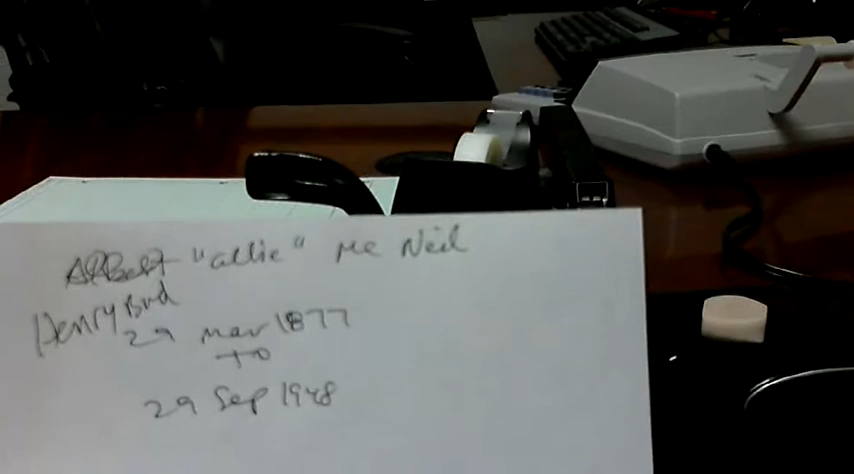 Albert "allie" Mc Neil
Henry Bird
29 Mar 1877
to
29 Sep 1948